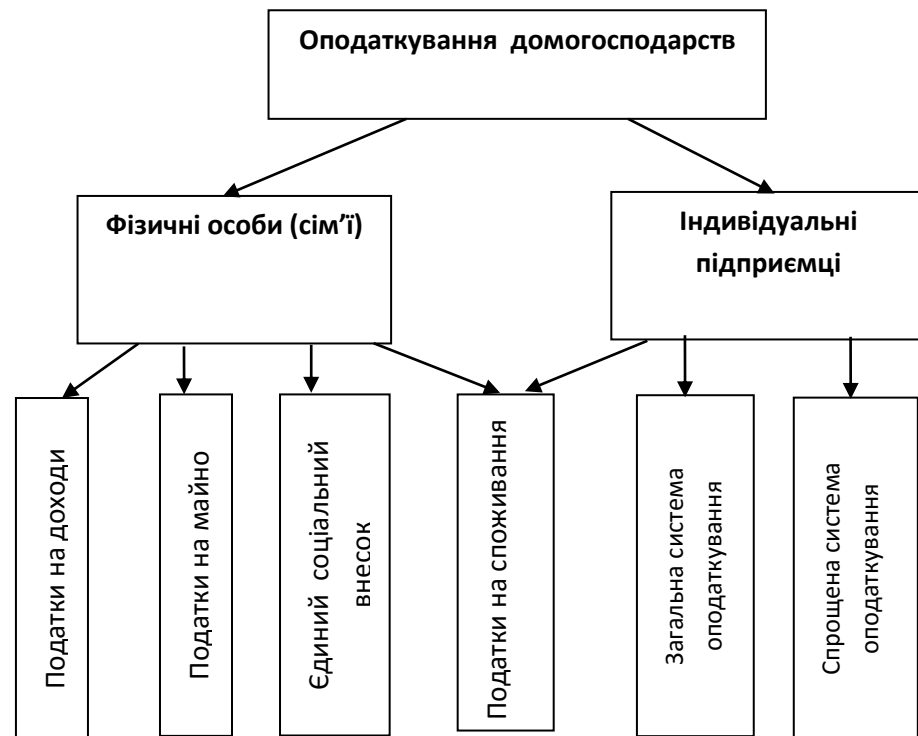 Оподаткування домогосподарств
Фізичні особи (сім’ї)
Індивідуальні
підприємці
Податки на доходи
Податки на майно
Єдиний соціальний
внесок
Податки на споживання
Загальна система
оподаткування
Спрощена система
оподаткування